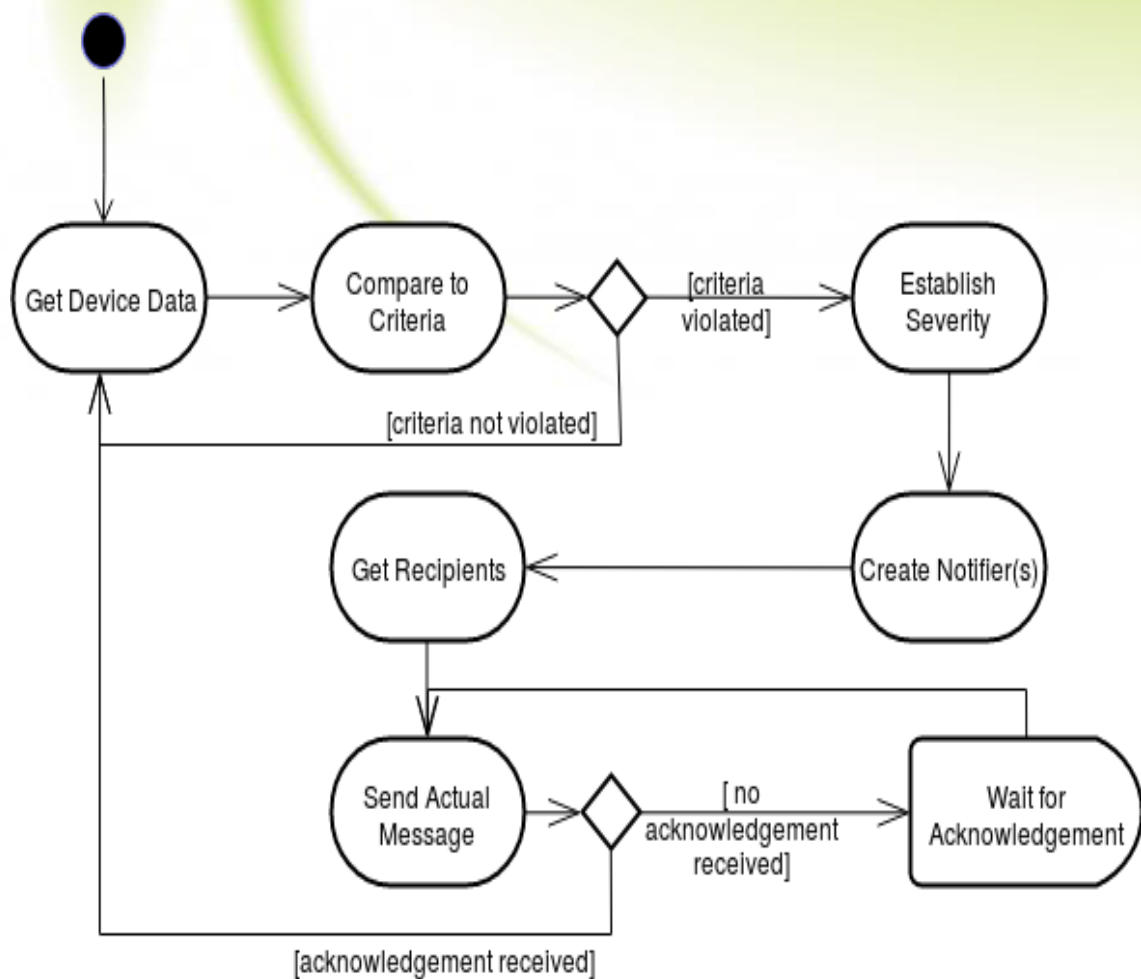 Get Device Data
Compare to
Criteria
[criteria
violated]
Establish
Severity
[criteria not violated]
Get Recipients
Create Notifier(s)
Send Actual
Message
[ no
acknowledgement
received]
Wait for
Acknowledgement
[acknowledgement received]